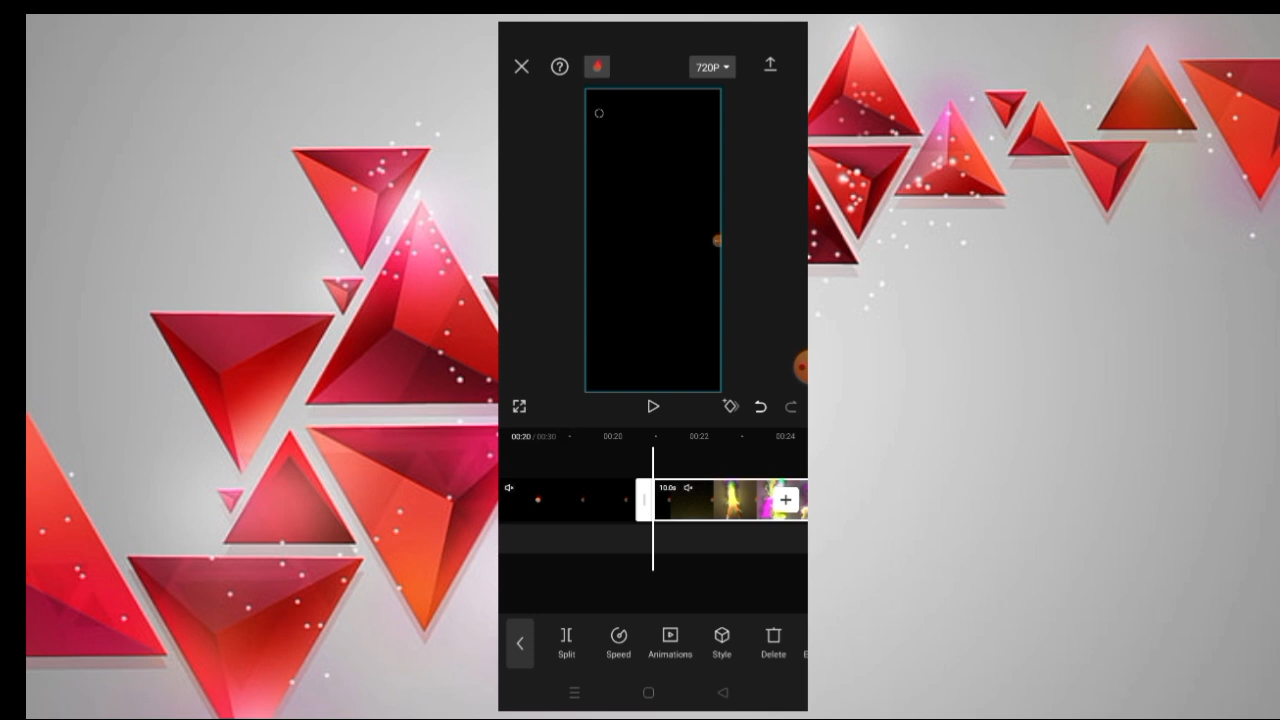 720P
00:20 / 00:30
00:20
00:22
00:24
10.0s
Split
Speed
Animations
Style
Delete